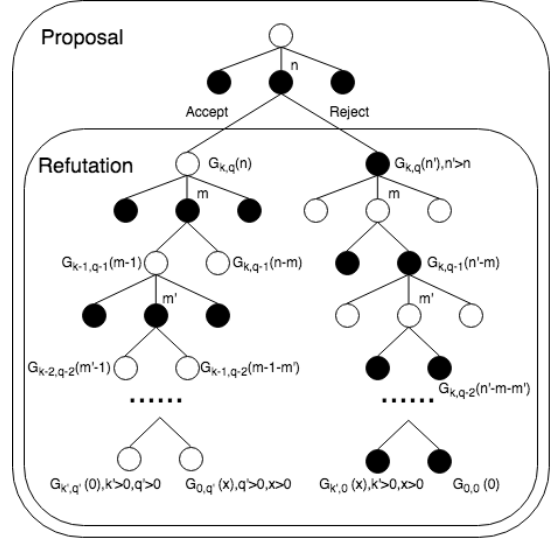 Proposal
n
Accept Reject
Refutation
G_{k,q}(n) G_{k,q}(n'),n'>n
m m
G_{k-1,q-1}(m-1) G_{k,q-1}(n-m) G_{k,q-1}(n'-m)
m' m'
G_{k-2,q-2}(m'-1) G_{k-1,q-2}(m-1-m')
G_{k,q-2}(n'-m-m')
...... ......
G_{k',q'}(0),k'>0,q'>0 G_{0,q'}(x),q'>0,x>0 G_{k',0}(x),k'>0,x>0 G_{0,0}(0)